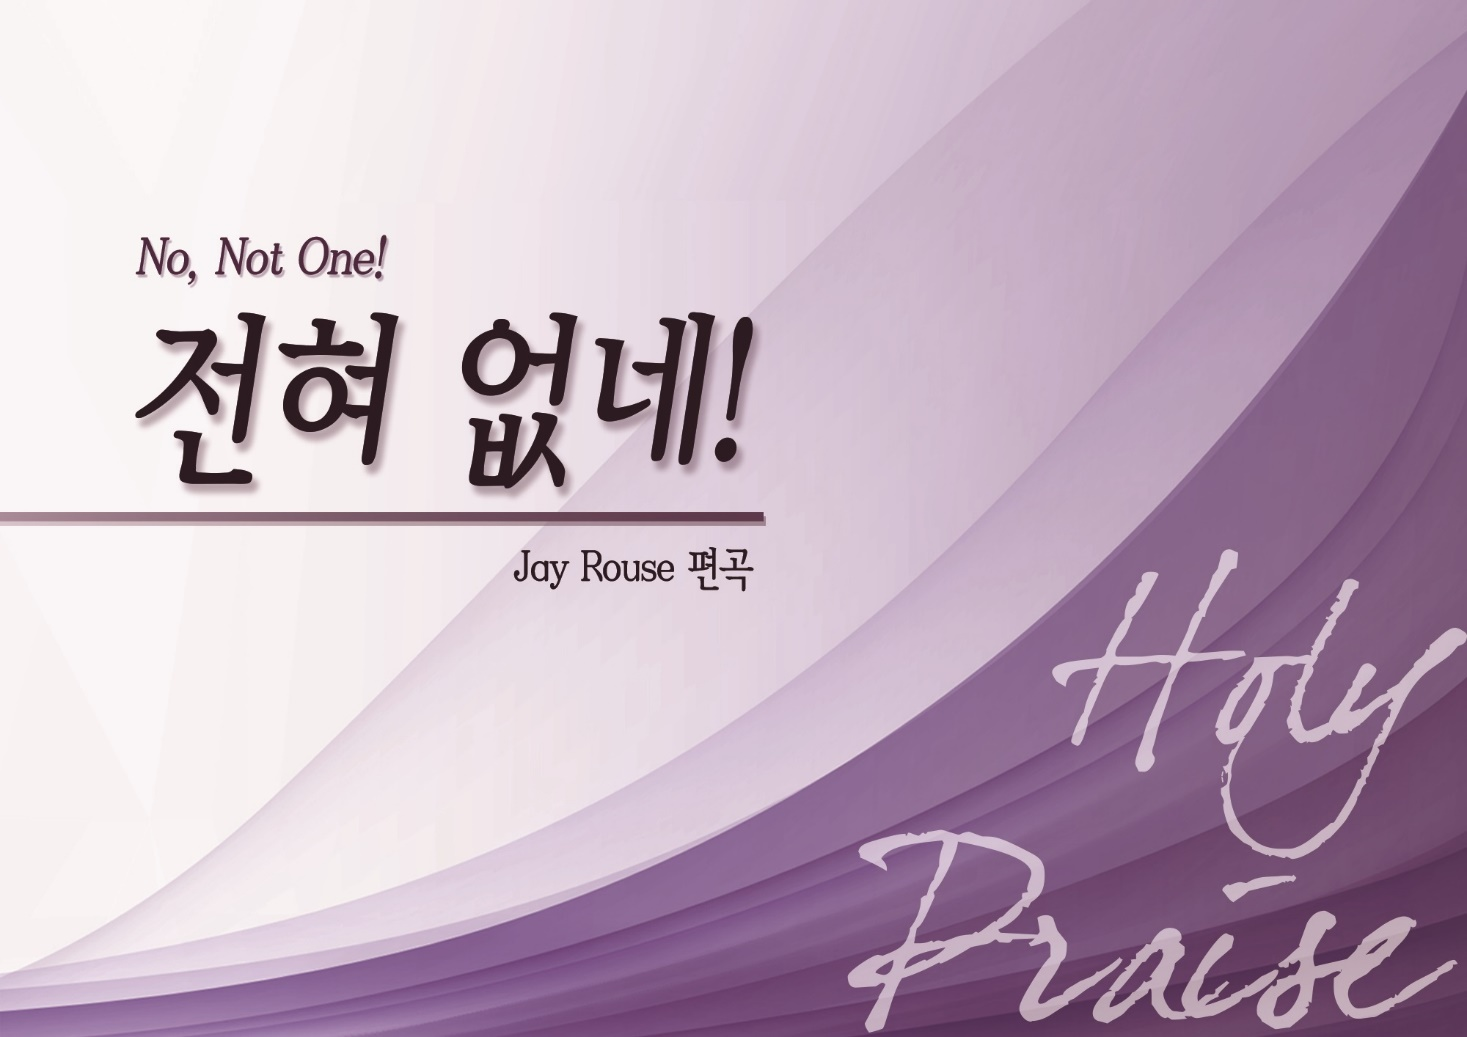 No, Not One!
전혀 없네!
Jay Rouse 편곡
Holy
Praise